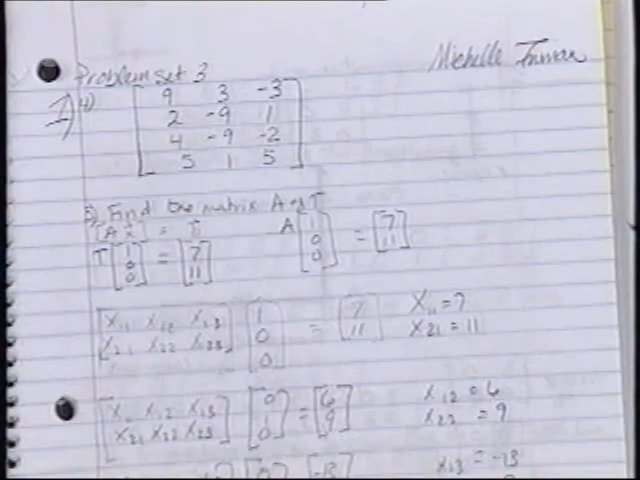 Michelle Inman
Problem set 3
I) 4) [9 3 -3
2 -9 1
4 -9 -2
5 1 5]
5) Find the matrix A of T
[A x] = T
T [1 0 0] = [7 11] A [1 0 0] = [7 11]
[x11 x12 x13 x21 x22 x23] [1 0 0] = [7 11] x11 = 7
x21 = 11
[x11 x12 x13 x21 x22 x23] [0 1 0] = [6 9] x12 = 6
x22 = 9
x13 = -13